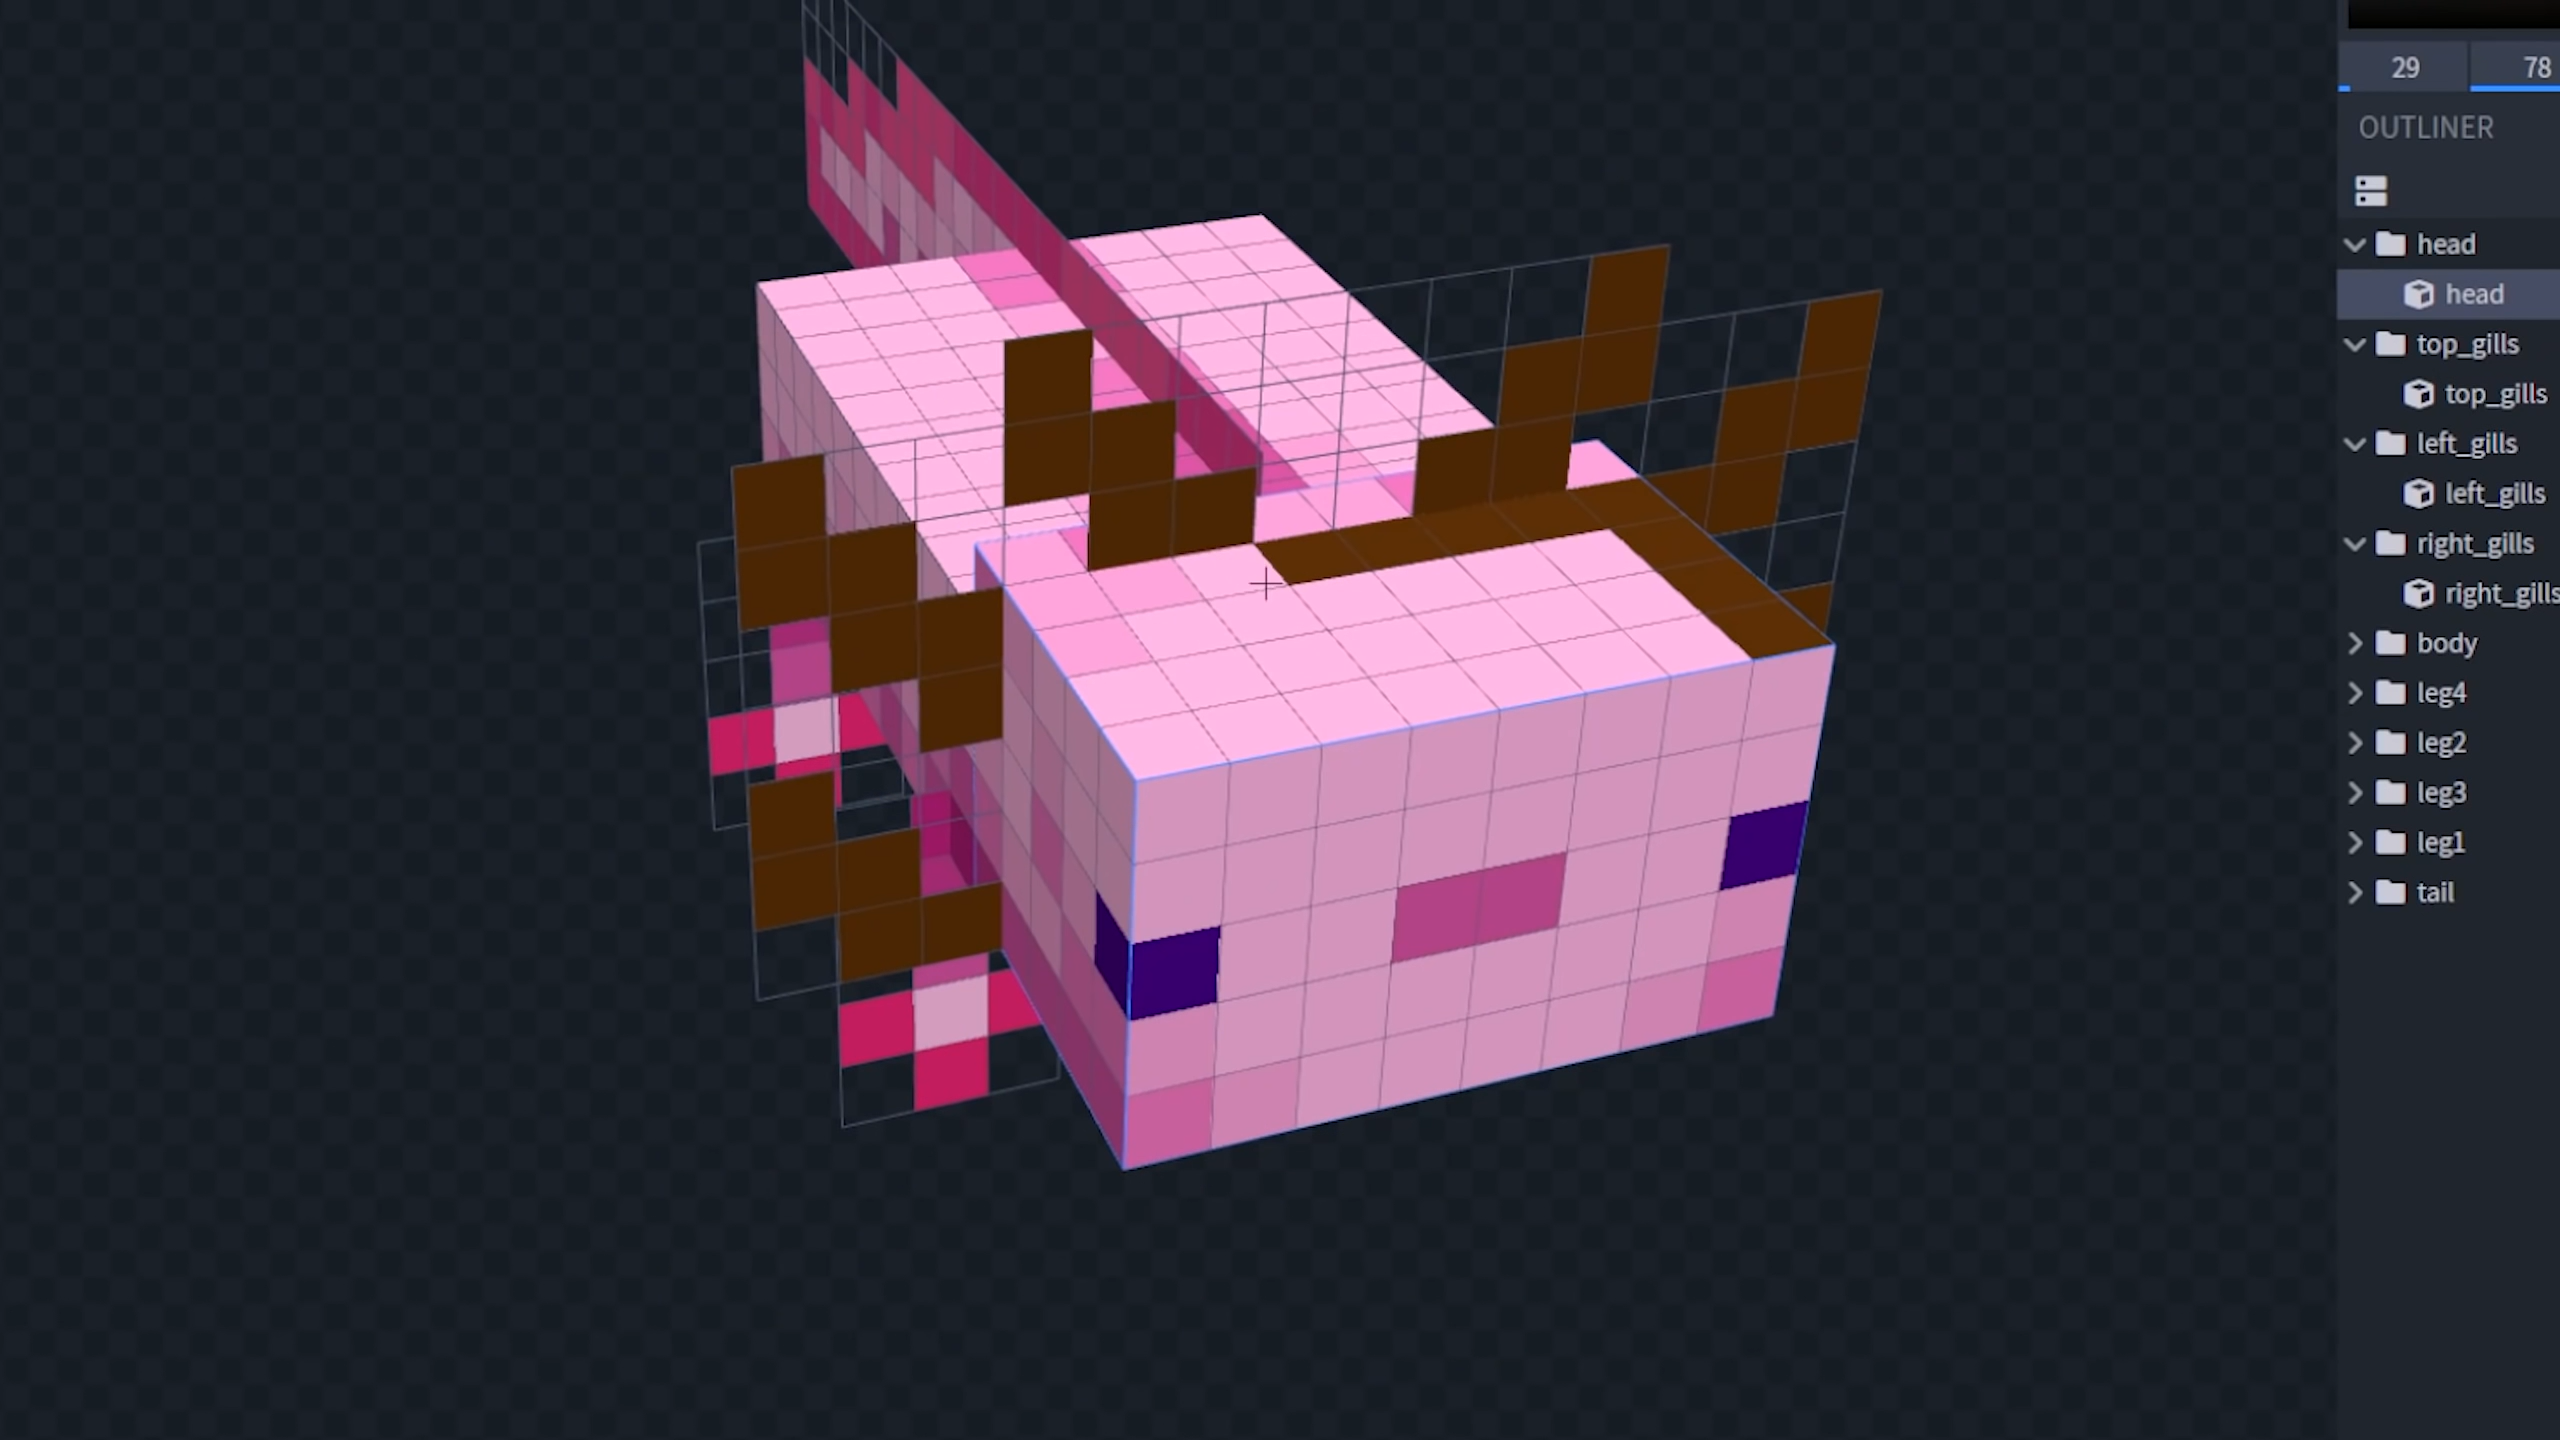 29 78
OUTLINER
head
head
top_gills
top_gills
left_gills
left_gills
right_gills
right_gills
body
leg4
leg2
leg3
leg1
tail